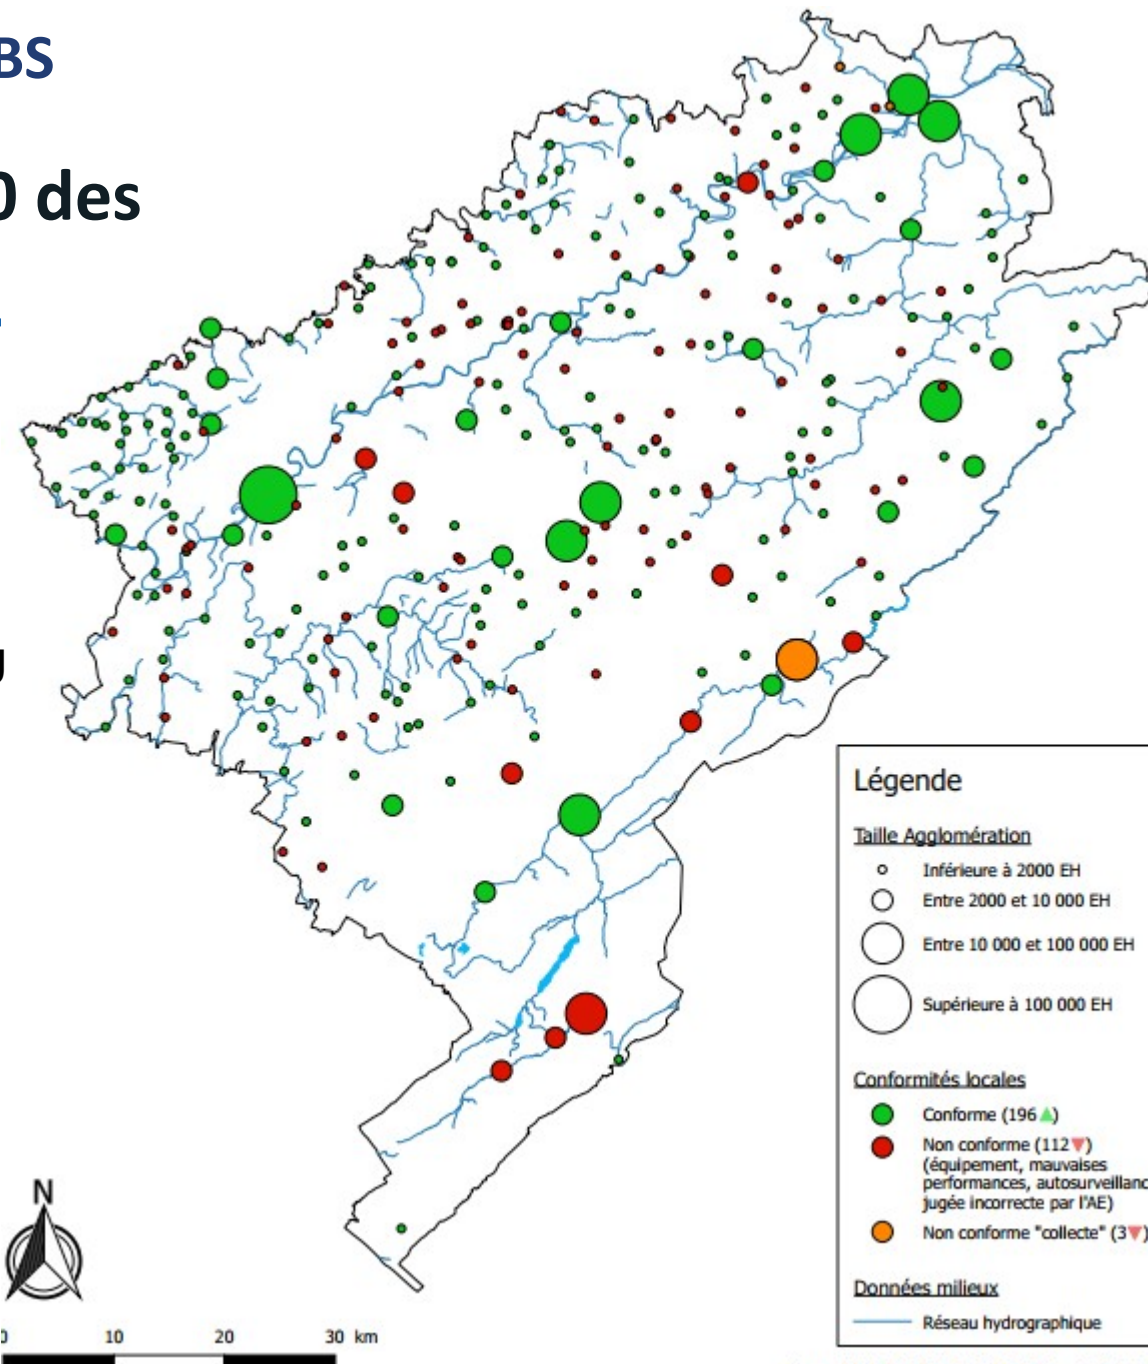 BS
0 des
g
Légende
Taille Agglomération
Inférieure à 2000 EH
Entre 2000 et 10 000 EH
Entre 10 000 et 100 000 EH
Supérieure à 100 000 EH
Conformités locales
Conforme (196▲)
Non conforme (112▼)
(équipement, mauvaises
performances, autosurveillanc
jugée incorrecte par l'AE)
Non conforme "collecte" (3▼)
Données milieux
Réseau hydrographique
N
0 10 20 30 km